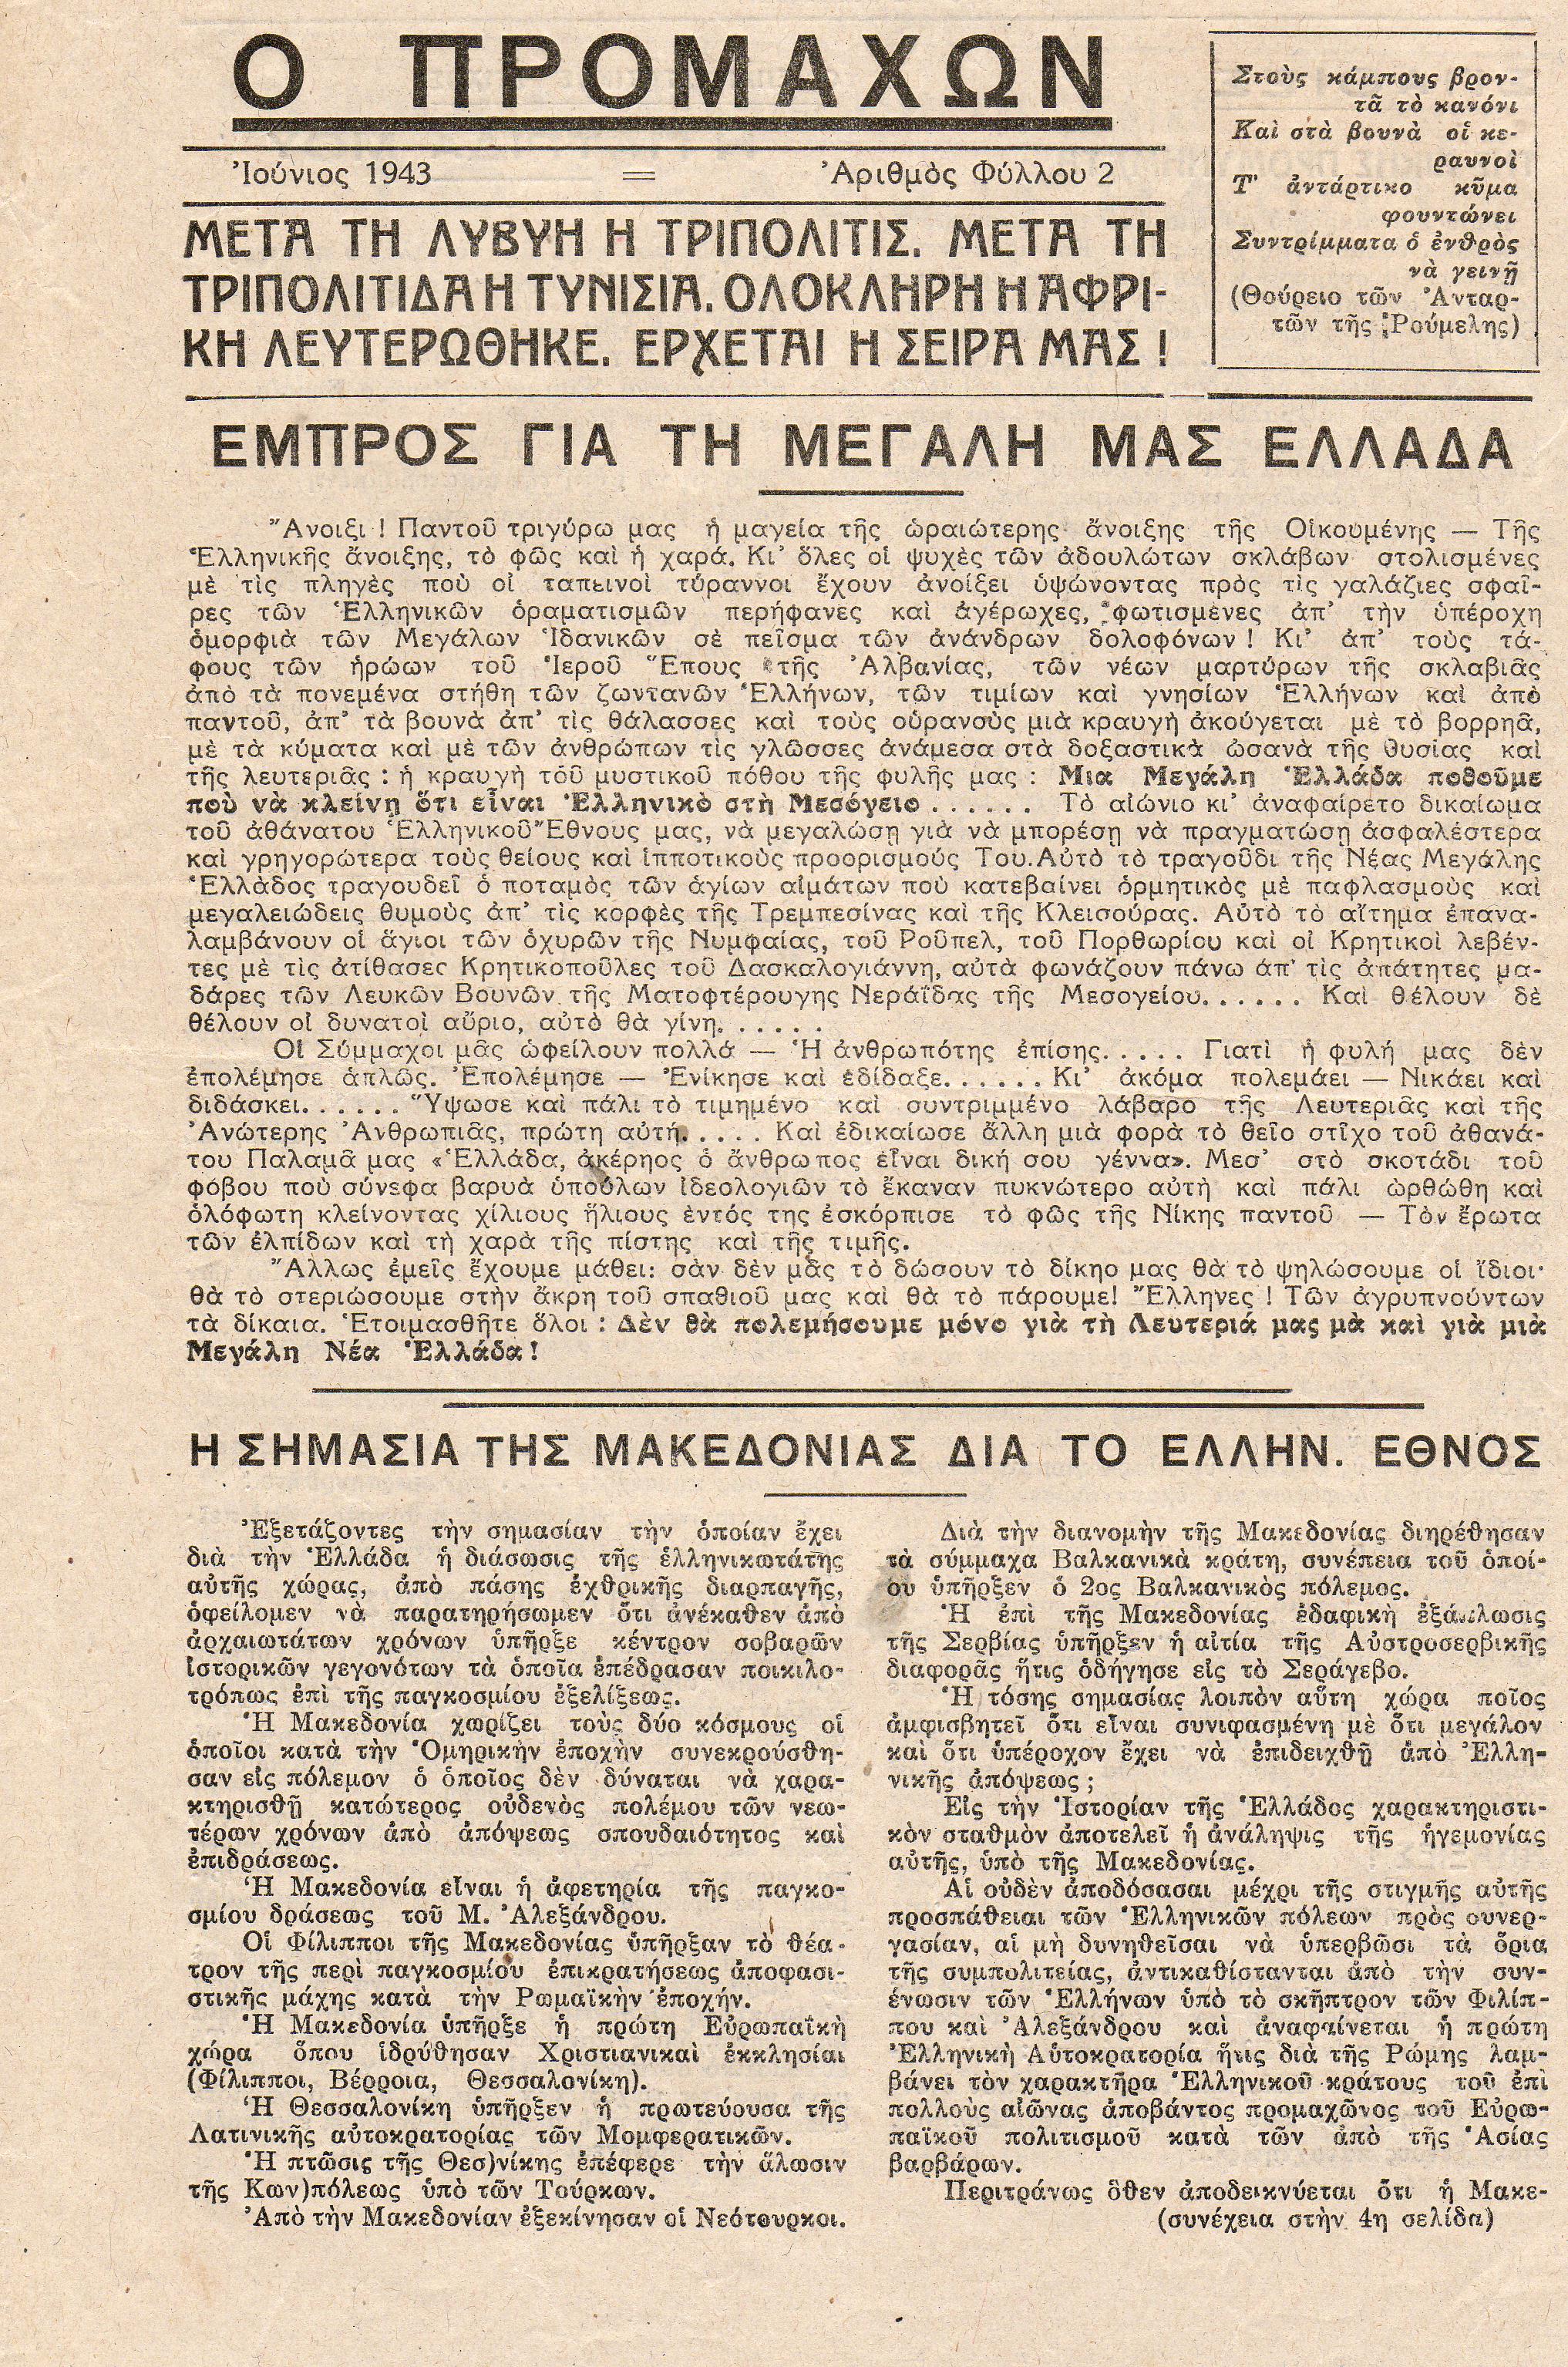 Ο ΠΡΟΜΑΧΩΝ
Ἰούνιος 1943 = Ἀριθμὸς Φύλλου 2
Στοὺς κάμπους βρον-
τᾶ τὸ κανόνι
Καὶ στὰ βουνὰ οἱ κε-
ραυνοὶ
Τ' ἀντάρτικο κῦμα
φουντώνει
Συντρίμματα ὁ ἐνθρὸς
νὰ γεινῇ
(Θούρειο τῶν Ἀνταρ-
τῶν τῆς Ῥούμελης)
ΜΕΤΑ ΤΗ ΛΥΒΥΗ Η ΤΡΙΠΟΛΙΤΙΣ. ΜΕΤΑ ΤΗ
ΤΡΙΠΟΛΙΤΙΔΑ Η ΤΥΝΙΣΙΑ. ΟΛΟΚΛΗΡΗ Η ΑΦΡΙ-
ΚΗ ΛΕΥΤΕΡΩΘΗΚΕ. ΕΡΧΕΤΑΙ Η ΣΕΙΡΑ ΜΑΣ !
ΕΜΠΡΟΣ ΓΙΑ ΤΗ ΜΕΓΑΛΗ ΜΑΣ ΕΛΛΑΔΑ
Ἄνοιξι ! Παντοῦ τριγύρω μας ἡ μαγεία τῆς ὡραιώτερης ἄνοιξης τῆς Οἰκουμένης — Τῆς
Ἑλληνικῆς ἄνοιξης, τὸ φῶς καὶ ἡ χαρά. Κι' ὅλες οἱ ψυχὲς τῶν ἀδουλώτων σκλάβων στολισμένες
μὲ τὶς πληγὲς ποὺ οἱ ταπεινοὶ τύραννοι ἔχουν ἀνοίξει ὑψώνοντας πρὸς τὶς γαλάζιες σφαῖ-
ρες τῶν Ἑλληνικῶν ὁραματισμῶν περήφανες καὶ ἀγέρωχες, φωτισμένες ἀπ' τὴν ὑπέροχη
ὁμορφιὰ τῶν Μεγάλων Ἰδανικῶν σὲ πεῖσμα τῶν ἀνάνδρων δολοφόνων ! Κι' ἀπ' τοὺς τά-
φους τῶν ἡρώων τοῦ Ἱεροῦ Ἔπους τῆς Ἀλβανίας, τῶν νέων μαρτύρων τῆς σκλαβιᾶς
ἀπὸ τὰ πονεμένα στήθη τῶν ζωντανῶν Ἑλλήνων, τῶν τιμίων καὶ γνησίων Ἑλλήνων καὶ ἀπὸ
παντοῦ, ἀπ' τὰ βουνὰ ἀπ' τὶς θάλασσες καὶ τοὺς οὐρανοὺς μιὰ κραυγὴ ἀκούγεται μὲ τὸ βορρηᾶ,
μὲ τὰ κύματα καὶ μὲ τῶν ἀνθρώπων τὶς γλῶσσες ἀνάμεσα στὰ δοξαστικὰ ὡσανὰ τῆς θυσίας καὶ
τῆς λευτεριᾶς : ἡ κραυγὴ τοῦ μυστικοῦ πόθου τῆς φυλῆς μας : Μια Μεγάλη Ἑλλάδα ποθοῦμε
ποὺ νὰ κλείνῃ ὅτι εἶναι Ἑλληνικὸ στὴ Μεσόγειο . . . . . . Τὸ αἰώνιο κι' ἀναφαίρετο δικαίωμα
τοῦ ἀθάνατου Ἑλληνικοῦ Ἔθνους μας, νὰ μεγαλώσῃ γιὰ νὰ μπορέσῃ νὰ πραγματώσῃ ἀσφαλέστερα
καὶ γρηγορώτερα τοὺς θείους καὶ ἱπποτικοὺς προορισμούς Του. Αὐτὸ τὸ τραγοῦδι τῆς Νέας Μεγάλης
Ἑλλάδος τραγουδεῖ ὁ ποταμὸς τῶν ἁγίων αἱμάτων ποὺ κατεβαίνει ὁρμητικὸς μὲ παφλασμοὺς καὶ
μεγαλειώδεις θυμοὺς ἀπ' τὶς κορφὲς τῆς Τρεμπεσίνας καὶ τῆς Κλεισούρας. Αὐτὸ τὸ αἴτημα ἐπανα-
λαμβάνουν οἱ ἅγιοι τῶν ὀχυρῶν τῆς Νυμφαίας, τοῦ Ροῦπελ, τοῦ Πορθωρίου καὶ οἱ Κρητικοὶ λεβέν-
τες μὲ τὶς ἀτίθασες Κρητικοποῦλες τοῦ Δασκαλογιάννη, αὐτὰ φωνάζουν πάνω ἀπ' τὶς ἀπάτητες μα-
δάρες τῶν Λευκῶν Βουνῶν τῆς Ματοφτέρουγης Νεράϊδας τῆς Μεσογείου. . . . . . Καὶ θέλουν δὲ
θέλουν οἱ δυνατοὶ αὔριο, αὐτὸ θὰ γίνῃ. . . . . .
Οἱ Σύμμαχοι μᾶς ὠφείλουν πολλά — Ἡ ἀνθρωπότης ἐπίσης. . . . . Γιατὶ ἡ φυλή μας δὲν
ἐπολέμησε ἁπλῶς. Ἐπολέμησε — Ἐνίκησε καὶ ἐδίδαξε. . . . . . Κι' ἀκόμα πολεμάει — Νικάει καὶ
διδάσκει. . . . . . Ὕψωσε καὶ πάλι τὸ τιμημένο καὶ συντριμμένο λάβαρο τῆς Λευτεριᾶς καὶ τῆς
Ἀνώτερης Ἀνθρωπιᾶς, πρώτη αὐτή. . . . . Καὶ ἐδικαίωσε ἄλλη μιὰ φορὰ τὸ θεῖο στῖχο τοῦ ἀθανά-
του Παλαμᾶ μας «Ἑλλάδα, ἀκέρηος ὁ ἄνθρωπος εἶναι δική σου γέννα». Μεσ' στὸ σκοτάδι τοῦ
φόβου ποὺ σύνεφα βαρυὰ ὑπούλων ἰδεολογιῶν τὸ ἔκαναν πυκνώτερο αὐτὴ καὶ πάλι ὠρθώθη καὶ
ὁλόφωτη κλείνοντας χίλιους ἥλιους ἐντός της ἐσκόρπισε τὸ φῶς τῆς Νίκης παντοῦ — Τὸν ἔρωτα
τῶν ἐλπίδων καὶ τὴ χαρὰ τῆς πίστης καὶ τῆς τιμῆς.
Ἄλλως ἐμεῖς ἔχουμε μάθει: σὰν δὲν μᾶς τὸ δώσουν τὸ δίκηο μας θὰ τὸ ψηλώσουμε οἱ ἴδιοι·
θὰ τὸ στεριώσουμε στὴν ἄκρη τοῦ σπαθιοῦ μας καὶ θὰ τὸ πάρουμε! Ἕλληνες ! Τῶν ἀγρυπνούντων
τὰ δίκαια. Ἑτοιμασθῆτε ὅλοι : Δὲν θὰ πολεμήσουμε μόνο γιὰ τὴ Λευτεριά μας μὰ καὶ γιὰ μιὰ
Μεγάλη Νέα Ἑλλάδα !
Η ΣΗΜΑΣΙΑ ΤΗΣ ΜΑΚΕΔΟΝΙΑΣ ΔΙΑ ΤΟ ΕΛΛΗΝ. ΕΘΝΟΣ
Ἐξετάζοντες τὴν σημασίαν τὴν ὁποίαν ἔχει
διὰ τὴν Ἑλλάδα ἡ διάσωσις τῆς ἑλληνικωτάτης
αὐτῆς χώρας, ἀπὸ πάσης ἐχθρικῆς διαρπαγῆς,
ὀφείλομεν νὰ παρατηρήσωμεν ὅτι ἀνέκαθεν ἀπὸ
ἀρχαιωτάτων χρόνων ὑπῆρξε κέντρον σοβαρῶν
ἱστορικῶν γεγονότων τὰ ὁποῖα ἐπέδρασαν ποικιλο-
τρόπως ἐπὶ τῆς παγκοσμίου ἐξελίξεως.
Ἡ Μακεδονία χωρίζει τοὺς δύο κόσμους οἱ
ὁποῖοι κατὰ τὴν Ὁμηρικὴν ἐποχὴν συνεκρούσθη-
σαν εἰς πόλεμον ὁ ὁποῖος δὲν δύναται νὰ χαρα-
κτηρισθῇ κατώτερος οὐδενὸς πολέμου τῶν νεω-
τέρων χρόνων ἀπὸ ἀπόψεως σπουδαιότητος καὶ
ἐπιδράσεως.
Ἡ Μακεδονία εἶναι ἡ ἀφετηρία τῆς παγκο-
σμίου δράσεως τοῦ Μ. Ἀλεξάνδρου.
Οἱ Φίλιπποι τῆς Μακεδονίας ὑπῆρξαν τὸ θέα-
τρον τῆς περὶ παγκοσμίου ἐπικρατήσεως ἀποφασι-
στικῆς μάχης κατὰ τὴν Ρωμαϊκὴν ἐποχήν.
Ἡ Μακεδονία ὑπῆρξε ἡ πρώτη Εὐρωπαϊκὴ
χώρα ὅπου ἱδρύθησαν Χριστιανικαὶ ἐκκλησίαι
(Φίλιπποι, Βέρροια, Θεσσαλονίκη).
Ἡ Θεσσαλονίκη ὑπῆρξεν ἡ πρωτεύουσα τῆς
Λατινικῆς αὐτοκρατορίας τῶν Μομφερατικῶν.
Ἡ πτῶσις τῆς Θεσ)νίκης ἐπέφερε τὴν ἅλωσιν
τῆς Κων)πόλεως ὑπὸ τῶν Τούρκων.
Ἀπὸ τὴν Μακεδονίαν ἐξεκίνησαν οἱ Νεότουρκοι.
Διὰ τὴν διανομὴν τῆς Μακεδονίας διηρέθησαν
τὰ σύμμαχα Βαλκανικὰ κράτη, συνέπεια τοῦ ὁποί-
ου ὑπῆρξεν ὁ 2ος Βαλκανικὸς πόλεμος.
Ἡ ἐπὶ τῆς Μακεδονίας ἐδαφικὴ ἐξάπλωσις
τῆς Σερβίας ὑπῆρξεν ἡ αἰτία τῆς Αὐστροσερβικῆς
διαφορᾶς ἥτις ὁδήγησε εἰς τὸ Σεράγεβο.
Ἡ τόσης σημασίας λοιπὸν αὕτη χώρα ποῖος
ἀμφισβητεῖ ὅτι εἶναι συνιφασμένη μὲ ὅτι μεγάλον
καὶ ὅτι ὑπέροχον ἔχει νὰ ἐπιδειχθῇ ἀπὸ Ἑλλη-
νικῆς ἀπόψεως ;
Εἰς τὴν Ἱστορίαν τῆς Ἑλλάδος χαρακτηριστι-
κὸν σταθμὸν ἀποτελεῖ ἡ ἀνάληψις τῆς ἡγεμονίας
αὐτῆς, ὑπὸ τῆς Μακεδονίας.
Αἱ οὐδὲν ἀποδόσασαι μέχρι τῆς στιγμῆς αὐτῆς
προσπάθειαι τῶν Ἑλληνικῶν πόλεων πρὸς συνερ-
γασίαν, αἱ μὴ δυνηθεῖσαι νὰ ὑπερβῶσι τὰ ὅρια
τῆς συμπολιτείας, ἀντικαθίστανται ἀπὸ τὴν συν-
ένωσιν τῶν Ἑλλήνων ὑπὸ τὸ σκῆπτρον τῶν Φιλίπ-
που καὶ Ἀλεξάνδρου καὶ ἀναφαίνεται ἡ πρώτη
Ἑλληνικὴ Αὐτοκρατορία ἥτις διὰ τῆς Ρώμης λαμ-
βάνει τὸν χαρακτῆρα Ἑλληνικοῦ κράτους τοῦ ἐπὶ
πολλοὺς αἰῶνας ἀποβάντος προμαχῶνος τοῦ Εὐρω-
παϊκοῦ πολιτισμοῦ κατὰ τῶν ἀπὸ τῆς Ἀσίας
βαρβάρων.
Περιτράνως ὅθεν ἀποδεικνύεται ὅτι ἡ Μακε-
(συνέχεια στὴν 4η σελίδα)